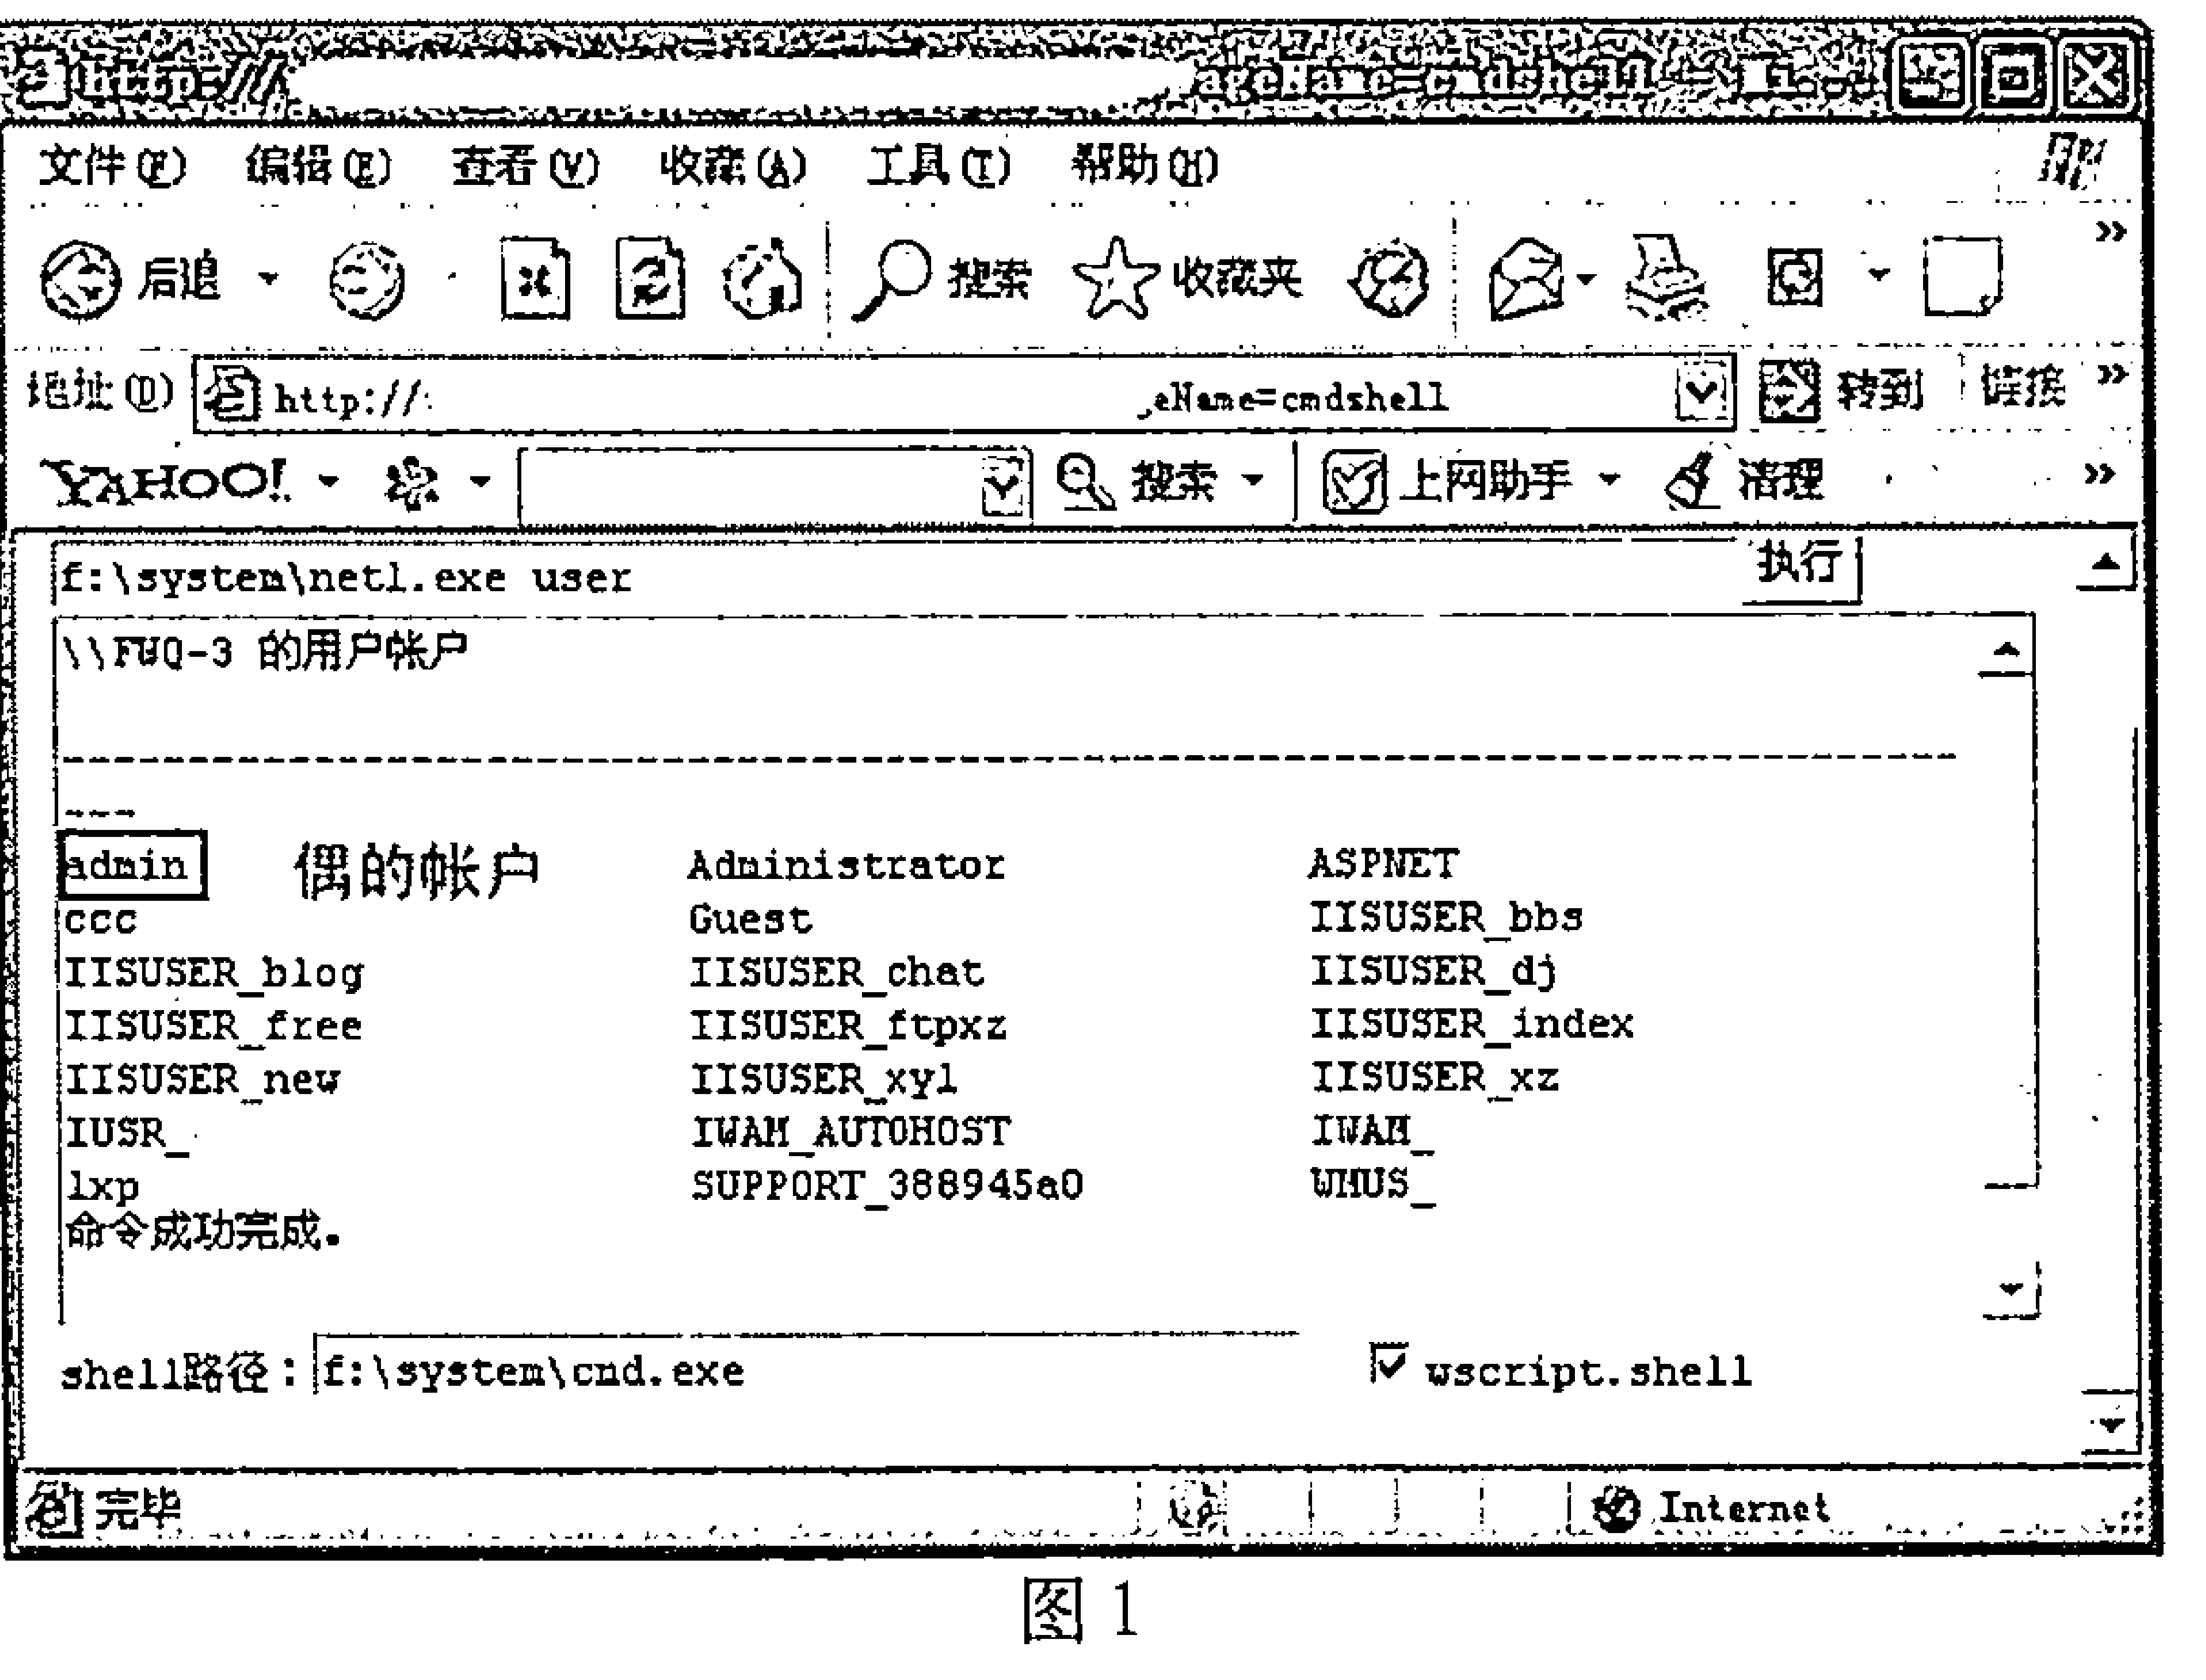 http:// ageName=cmdshell - Mi...
文件(F) 编辑(E) 查看(V) 收藏(A) 工具(T) 帮助(H)
后退 搜索 收藏夹
地址(D) http:// eName=cmdshell 转到 链接 »
YAHOO! 搜索 上网助手 清理 »
f:\system\net1.exe user 执行
\\FWQ-3 的用户帐户
-------------------------------------------------------------------------------
---
admin 偶的帐户 Administrator ASPNET
ccc Guest IISUSER_bbs
IISUSER_blog IISUSER_chat IISUSER_dj
IISUSER_free IISUSER_ftpxz IISUSER_index
IISUSER_new IISUSER_xyl IISUSER_xz
IUSR_ IWAM_AUTOHOST IWAM_
lxp SUPPORT_388945a0 WMUS_
命令成功完成。
shell路径: f:\system\cmd.exe wscript.shell
完毕 Internet
图 1